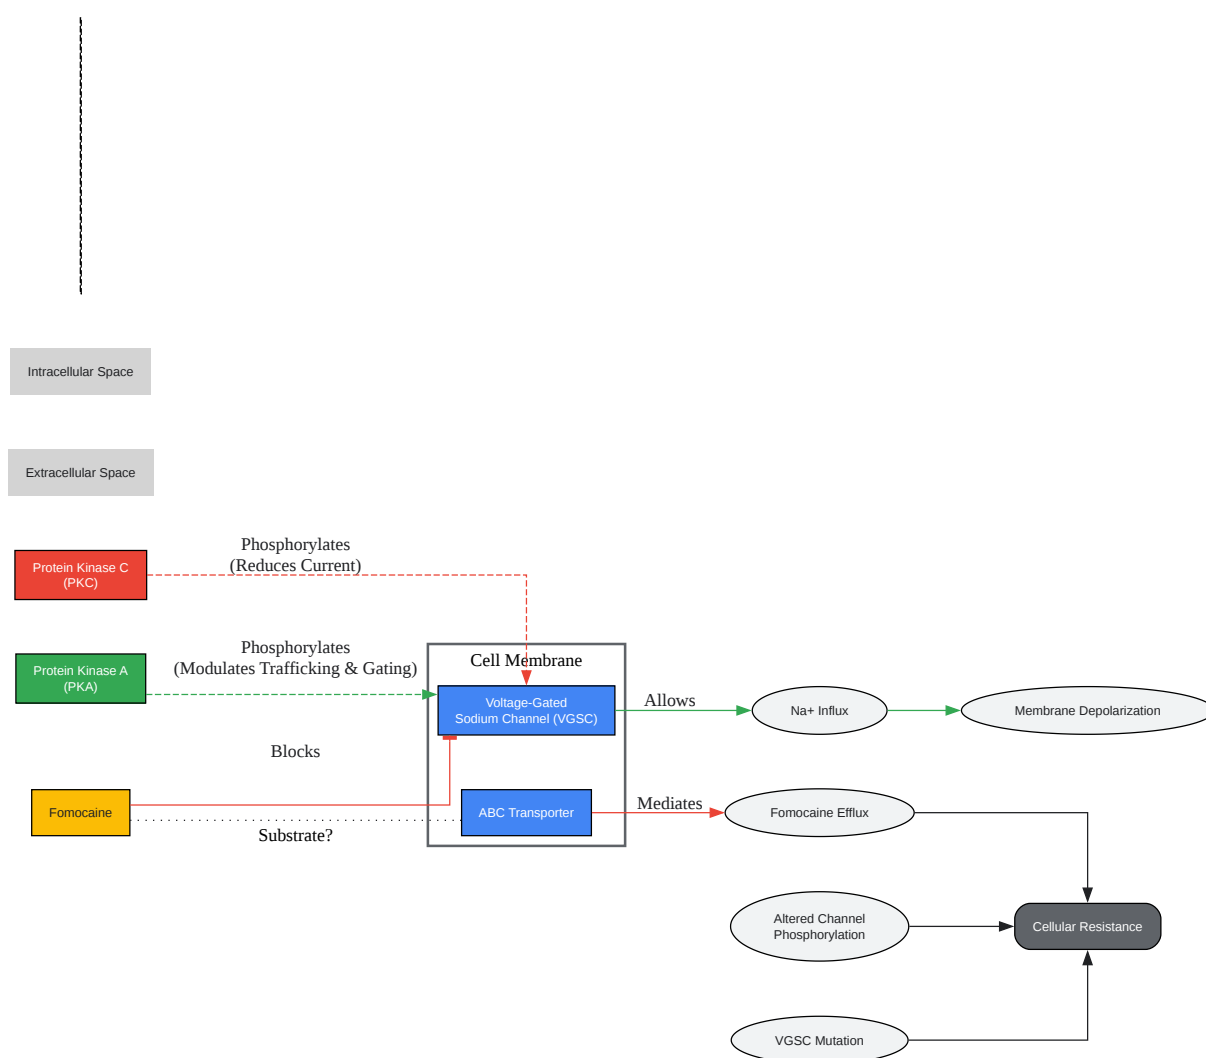 Intracellular Space
Extracellular Space
Phosphorylates
(Reduces Current)
Protein Kinase C
(PKC)
Phosphorylates
(Modulates Trafficking & Gating)
Protein Kinase A
(PKA)
Cell Membrane
Voltage-Gated
Sodium Channel (VGSC)
Allows
Na+ Influx
Membrane Depolarization
Blocks
Fomocaine
Substrate?
ABC Transporter
Mediates
Fomocaine Efflux
Altered Channel
Phosphorylation
Cellular Resistance
VGSC Mutation